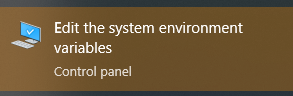 Edit the system environment
variables
Control panel